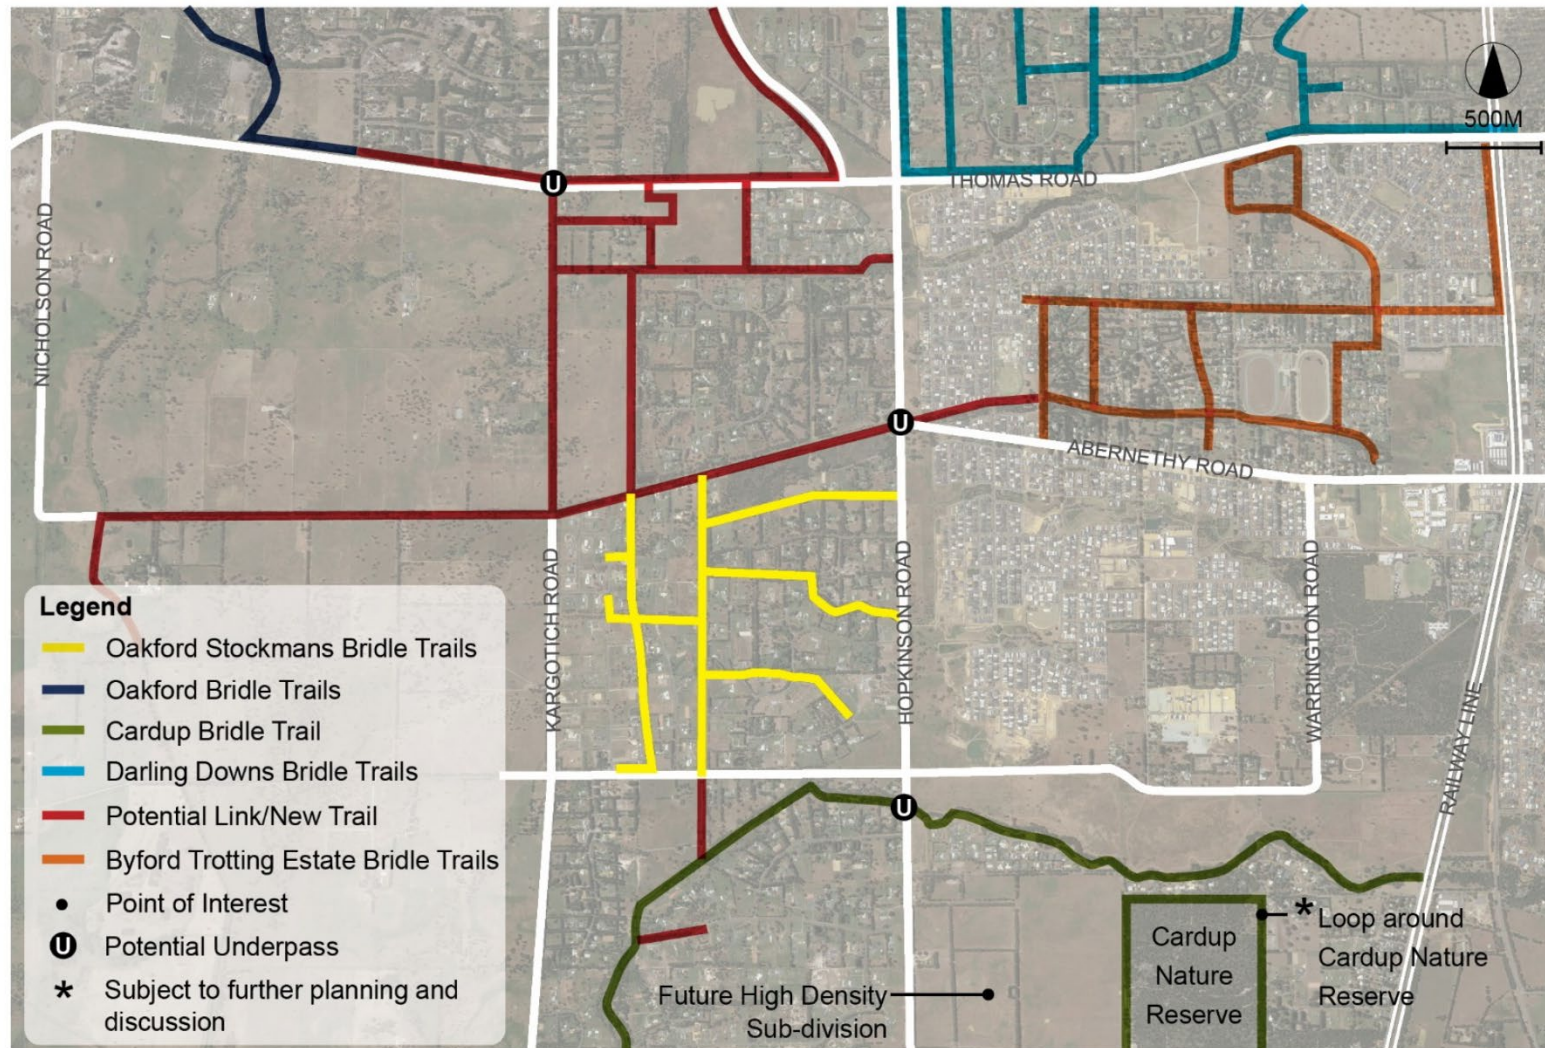 500M
THOMAS ROAD
NICHOLSON ROAD
ABERNETHY ROAD
KARGOTICH ROAD
HOPKINSON ROAD
WARRINGTON ROAD
RAILWAY LINE
Legend
Oakford Stockmans Bridle Trails
Oakford Bridle Trails
Cardup Bridle Trail
Darling Downs Bridle Trails
Potential Link/New Trail
Byford Trotting Estate Bridle Trails
Point of Interest
U Potential Underpass
* Subject to further planning and
discussion
U
U
U
Future High Density
Sub-division
Cardup
Nature
Reserve
* Loop around
Cardup Nature
Reserve